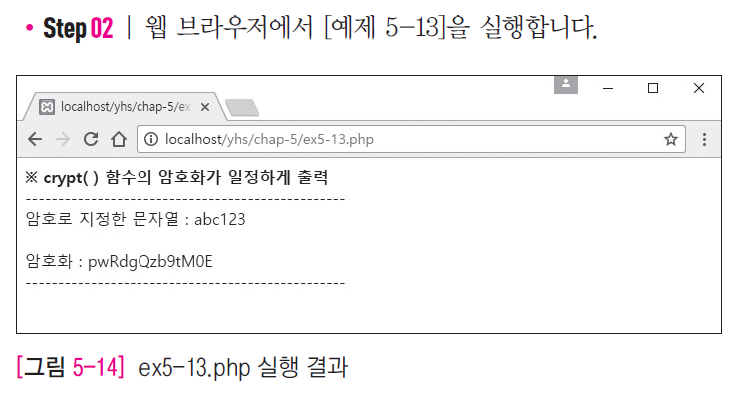 • Step 02 | 웹 브라우저에서 [예제 5-13]을 실행합니다.
localhost/yhs/chap-5/ex
localhost/yhs/chap-5/ex5-13.php
※ crypt( ) 함수의 암호화가 일정하게 출력
------------------------------------------------
암호로 지정한 문자열 : abc123
암호화 : pwRdgQzb9tM0E
------------------------------------------------
[그림 5-14] ex5-13.php 실행 결과